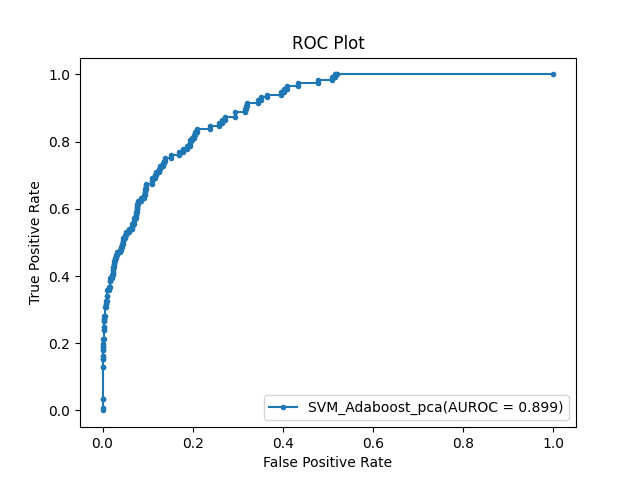 ROC Plot
True Positive Rate
1.0
0.8
0.6
0.4
0.2
0.0
SVM_Adaboost_pca(AUROC = 0.899)
0.0 0.2 0.4 0.6 0.8 1.0
False Positive Rate